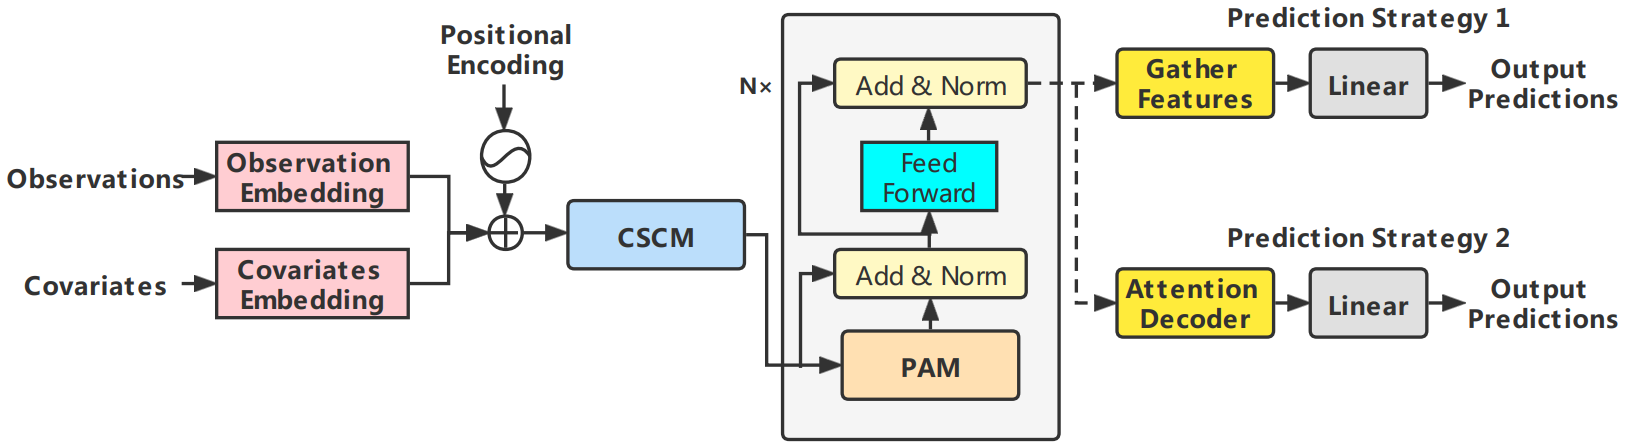 Positional
Encoding
Observations
Observation
Embedding
Covariates
Covariates
Embedding
CSCM
N×
Add & Norm
Feed
Forward
Add & Norm
PAM
Prediction Strategy 1
Gather
Features
Linear
Output
Predictions
Prediction Strategy 2
Attention
Decoder
Linear
Output
Predictions